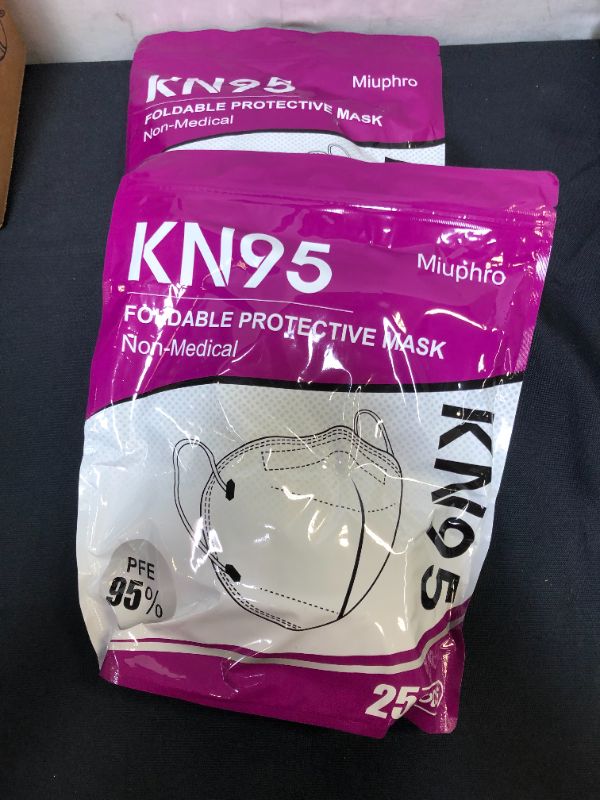 KN95
Miuphro
FOLDABLE PROTECTIVE MASK
Non-Medical
KN95
Miuphro
FOLDABLE PROTECTIVE MASK
Non-Medical
KN95
PFE
95%
25